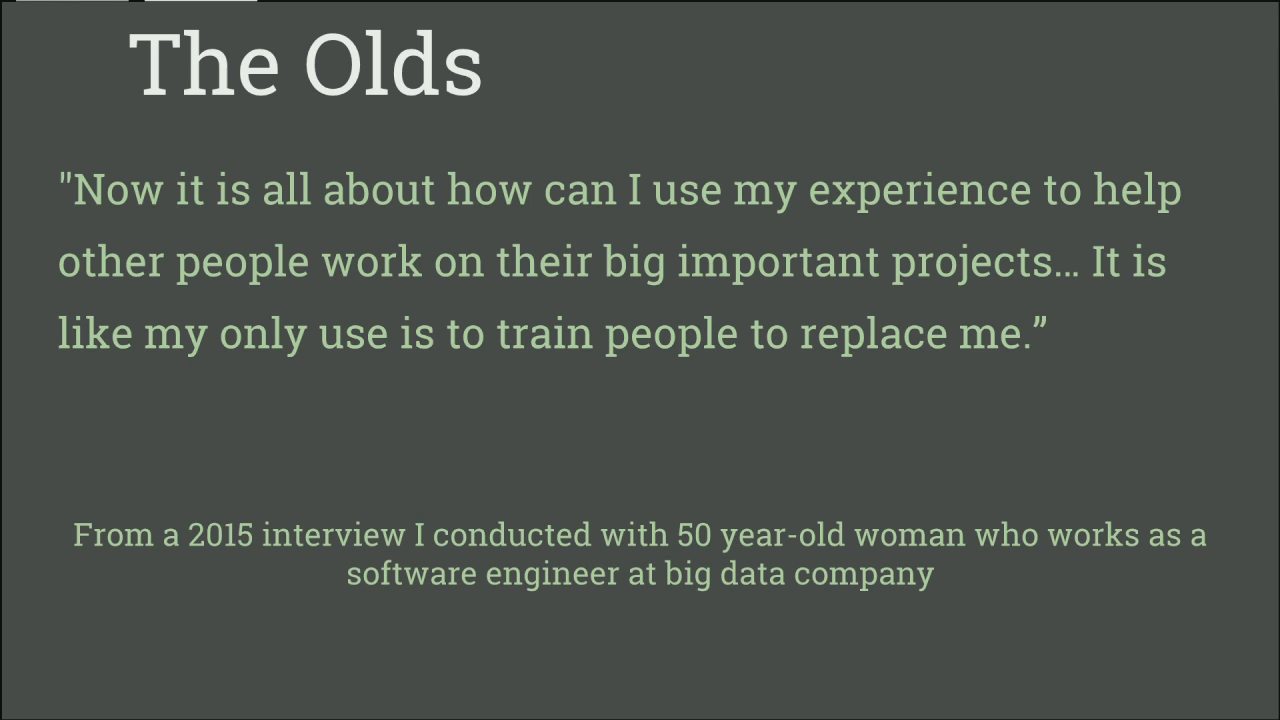 The Olds
"Now it is all about how can I use my experience to help
other people work on their big important projects... It is
like my only use is to train people to replace me.”
From a 2015 interview I conducted with 50 year-old woman who works as a
software engineer at big data company